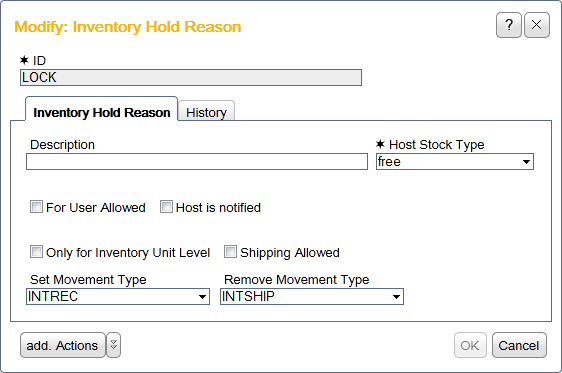 Modify: Inventory Hold Reason
?
✶ ID
LOCK
Inventory Hold Reason History
Description ✶ Host Stock Type
free
For User Allowed Host is notified
Only for Inventory Unit Level Shipping Allowed
Set Movement Type Remove Movement Type
INTREC INTSHIP
add. Actions OK Cancel